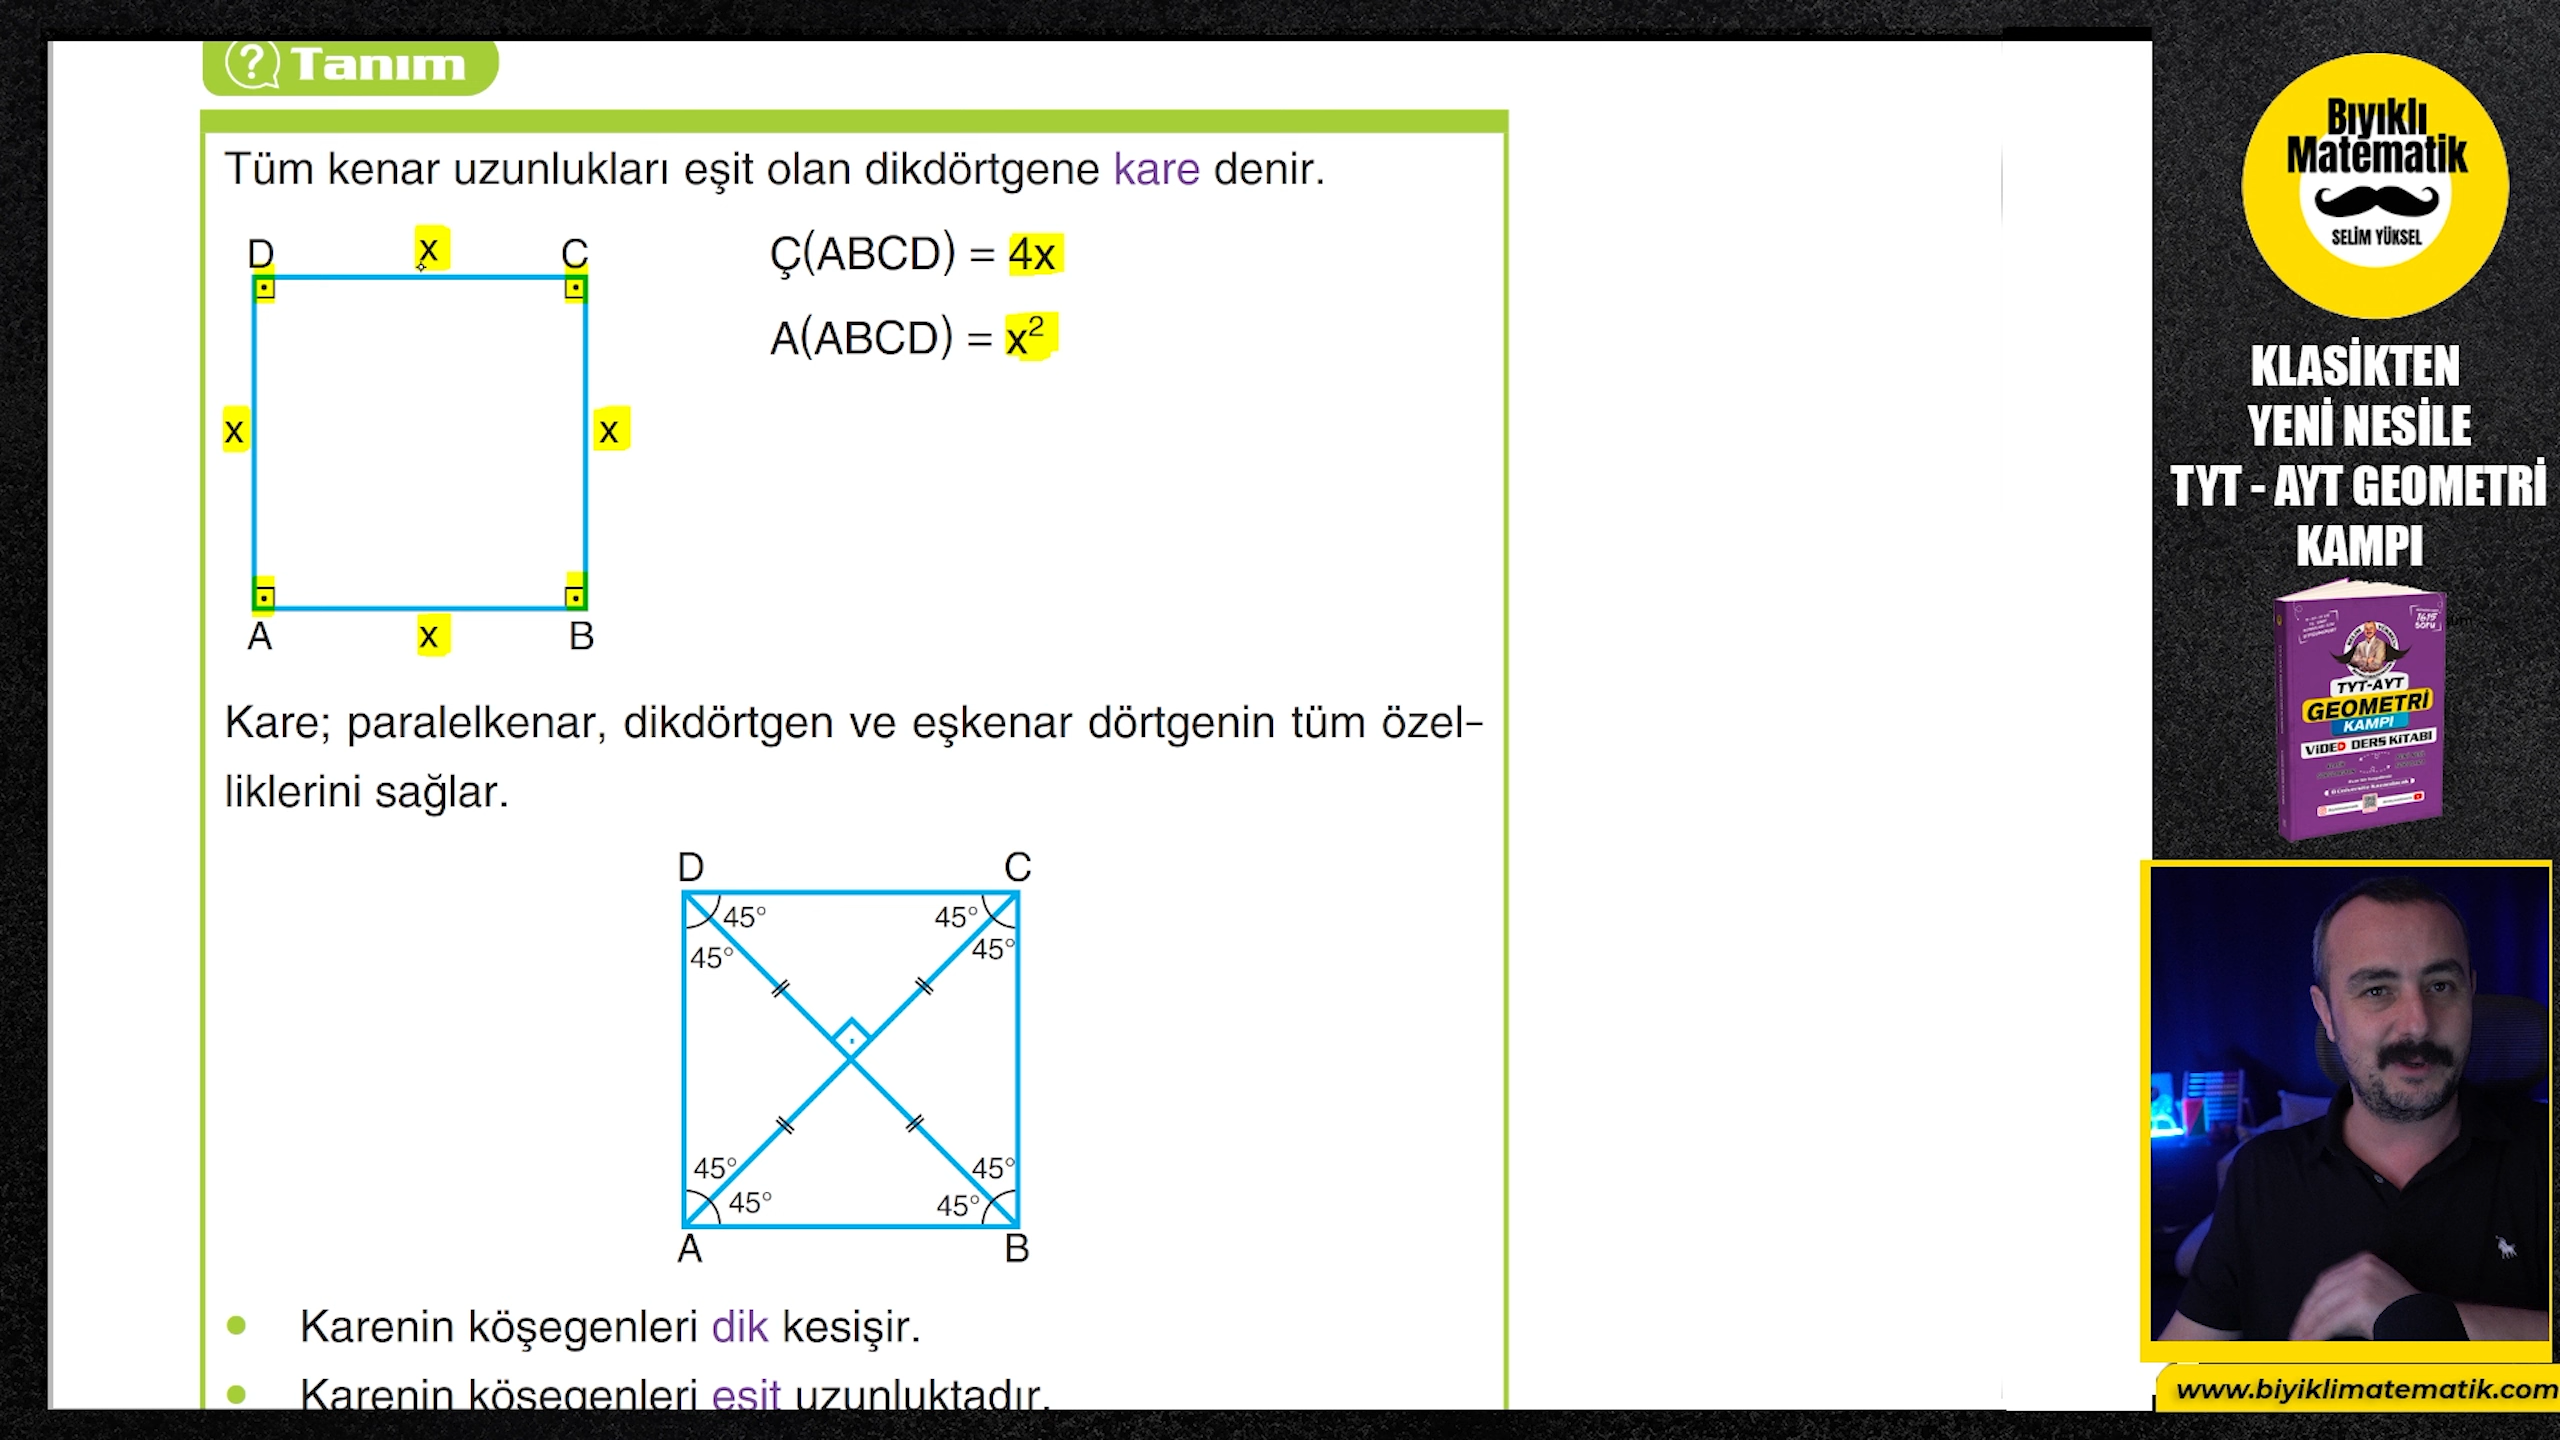 Tanım
Tüm kenar uzunlukları eşit olan dikdörtgene kare denir.
D x C
Ç(ABCD) = 4x
A(ABCD) = x²
x x
A x B
Kare; paralelkenar, dikdörtgen ve eşkenar dörtgenin tüm özel-
liklerini sağlar.
D C
45° 45°
45° 45°
45° 45°
45° 45°
A B
• Karenin köşegenleri dik kesişir.
• Karenin köşegenleri eşit uzunluktadır.
Bıyıklı
Matematik
SELİM YÜKSEL
KLASİKTEN
YENİ NESİLE
TYT - AYT GEOMETRİ
KAMPI
1615
soru
TYT-AYT
GEOMETRİ
KAMPI
VİDEO DERS KİTABI
www.biyiklimatematik.com